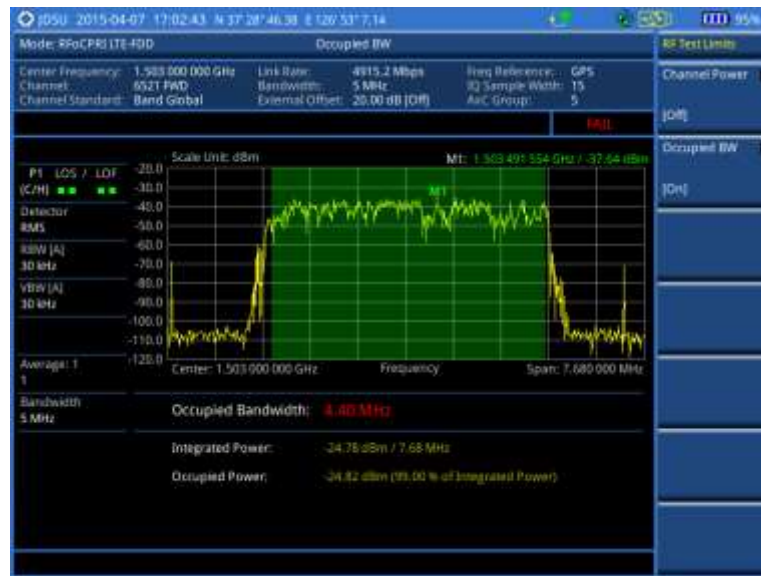 JDSU 2015-04-07 17:02:43 N 37° 28' 46.38 E 126° 53' 7.14 95%
Mode: RFoCPRI LTE-FDD Occupied BW RF Test Limits
Center Frequency: 1.503 000 000 GHz Link Rate: 4915.2 Mbps Freq Reference: GPS
Channel: 6521 FWD Bandwidth: 5 MHz IQ Sample Width: 15
Channel Standard: Band Global External Offset: 20.00 dB [Off] AxC Group: 5
Channel Power
[Off]
FAIL
Occupied BW
[On]
Scale Unit: dBm M1: 1.503 491 554 GHz / -37.64 dBm
P1 LOS / LOF
(C/H)
M1
-20.0
-30.0
-40.0
-50.0
-60.0
-70.0
-80.0
-90.0
-100.0
-110.0
-120.0
Detector
RMS
RBW [A]
30 kHz
VBW [A]
30 kHz
Average: 1
1
Center: 1.503 000 000 GHz Frequency Span: 7.680 000 MHz
Bandwidth
5 MHz
Occupied Bandwidth: 4.40 MHz
Integrated Power: -24.78 dBm / 7.68 MHz
Occupied Power: -24.82 dBm (99.00 % of Integrated Power)